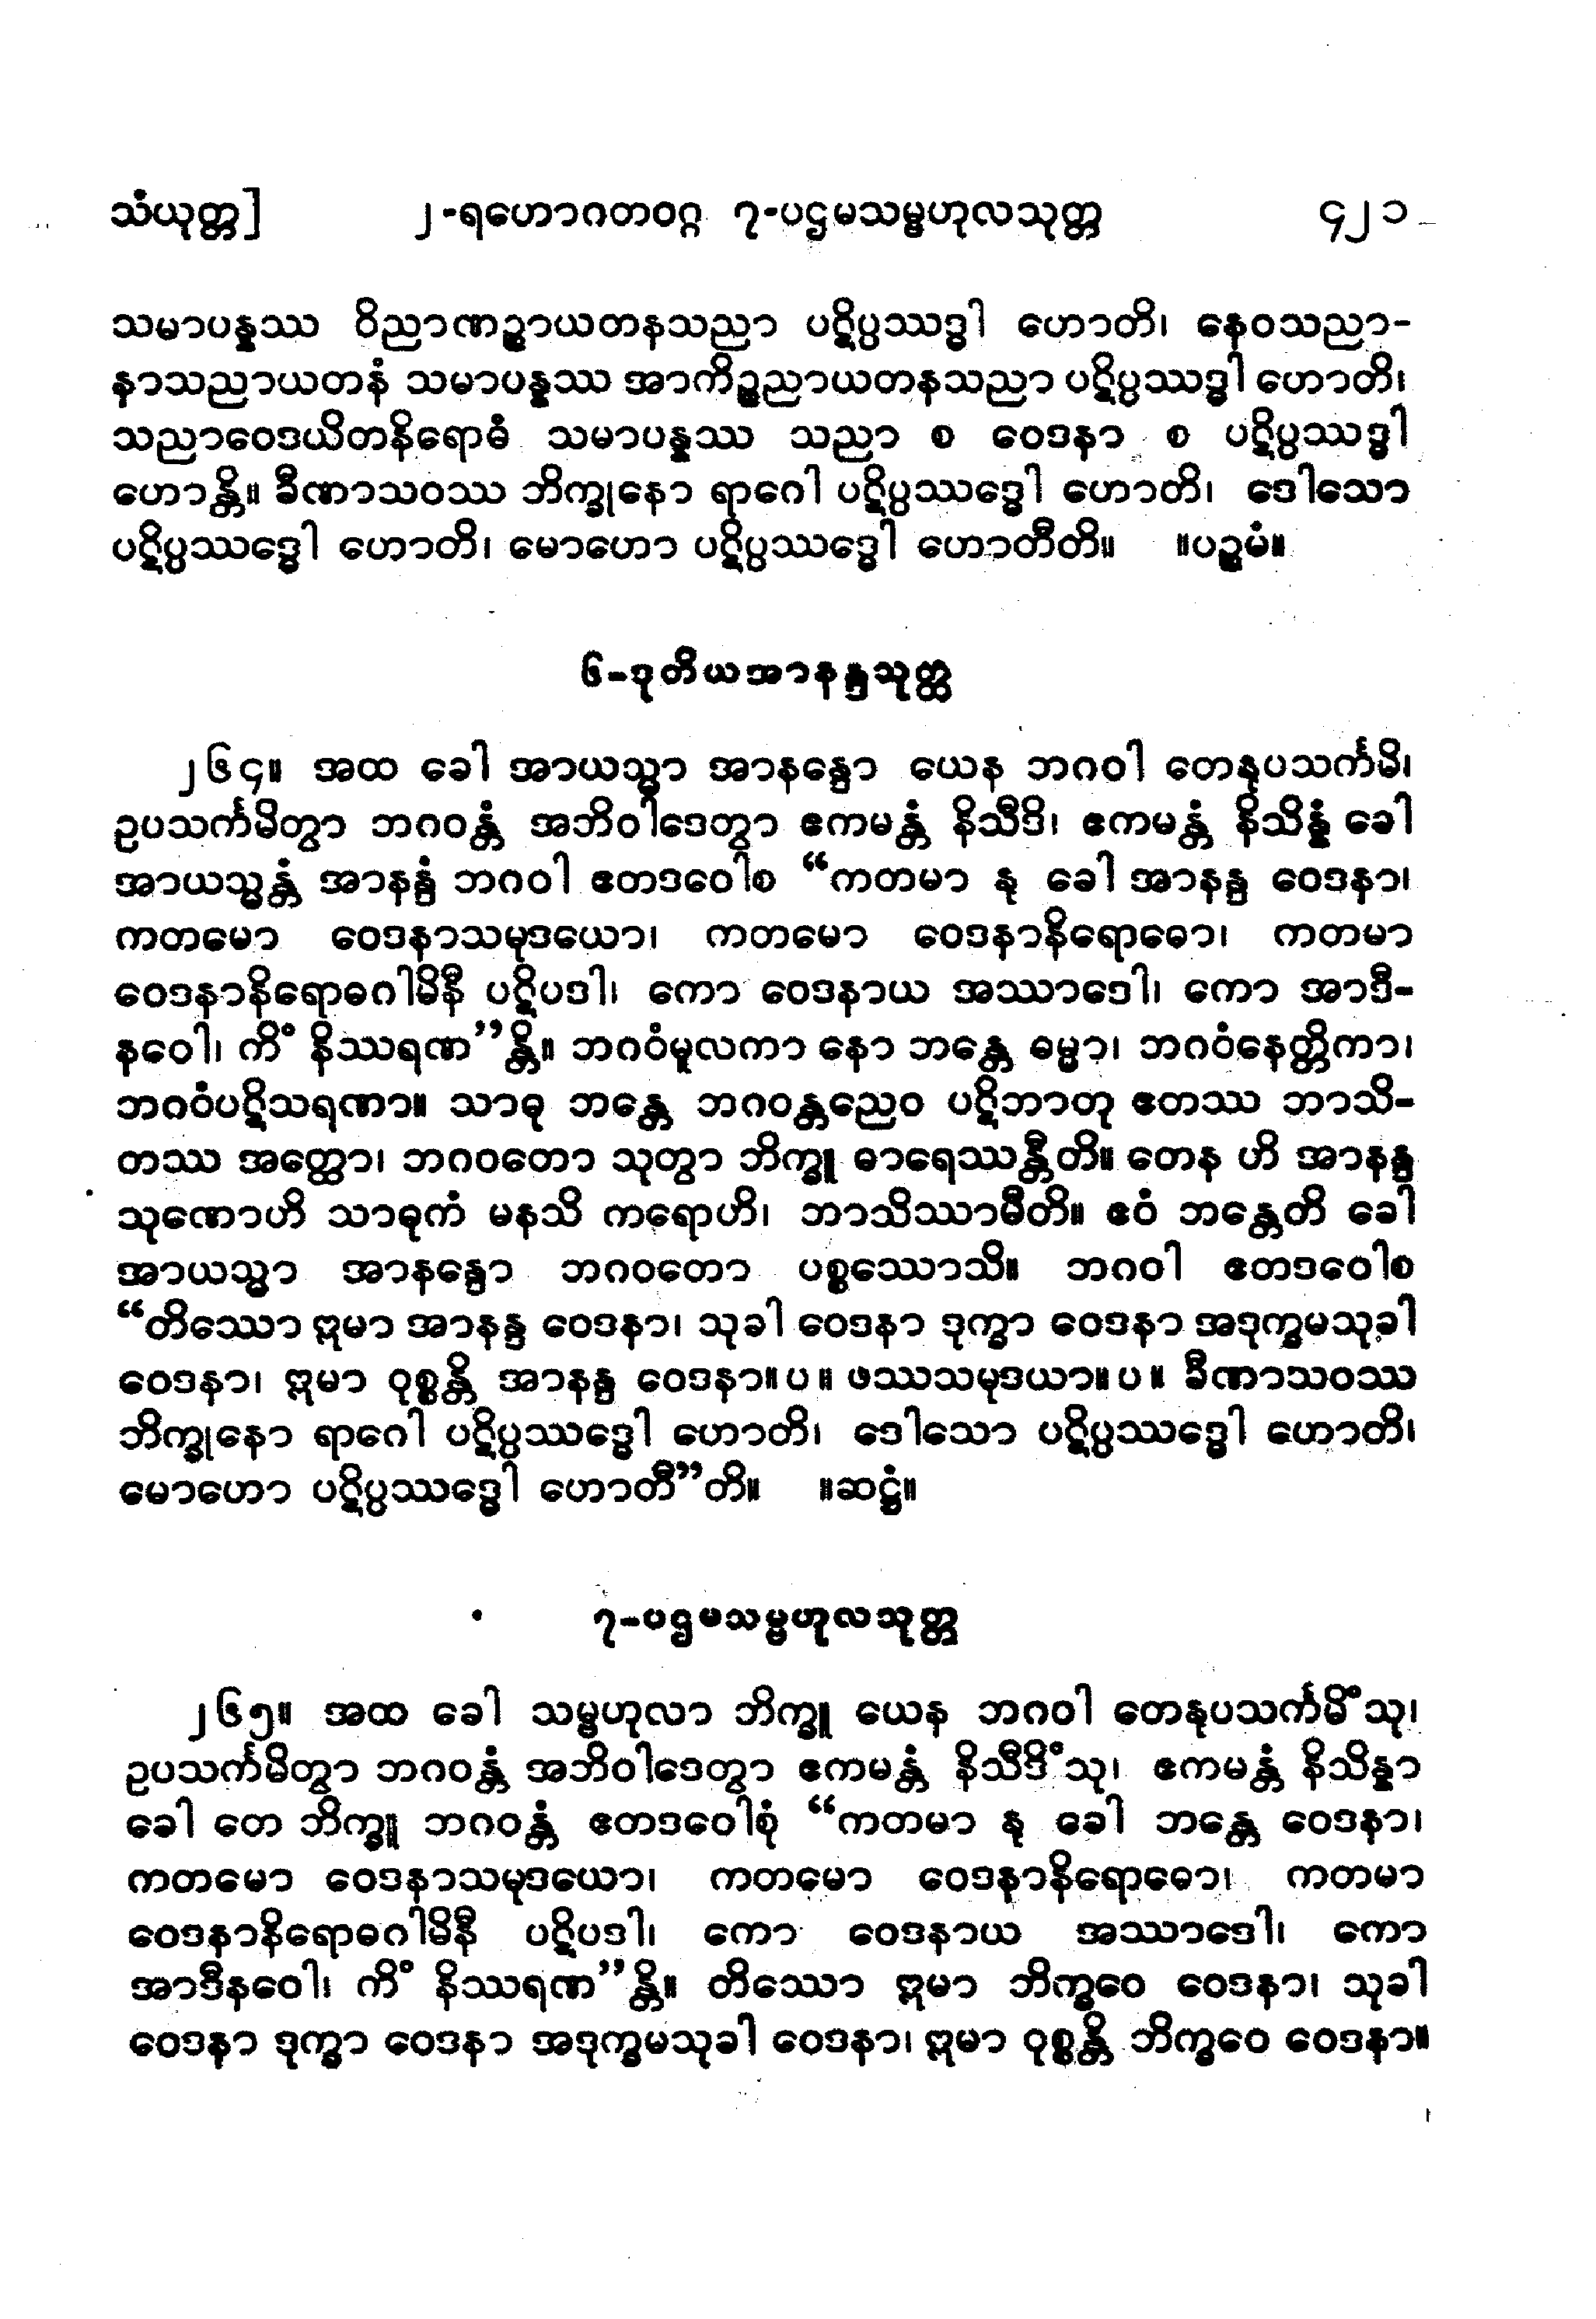 သံယုတ္တ] ၂-ရဟောဂတဝဂ္ဂ ၇-ပဌမသမ္ဗဟုလသုတ္တ ၄၂၁
သမာပန္နဿ ဝိညာဏဉ္စာယတနသညာ ပဋိပ္ပဿဒ္ဓါ ဟောတိ၊ နေဝသညာ-
နာသညာယတနံ သမာပန္နဿ အာကိဉ္စညာယတနသညာ ပဋိပ္ပဿဒ္ဓါ ဟောတိ၊
သညာဝေဒယိတနိရောဓံ သမာပန္နဿ သညာ စ ဝေဒနာ စ ပဋိပ္ပဿဒ္ဓါ
ဟောန္တိ။ ခီဏာသဝဿ ဘိက္ခုနော ရာဂေါ ပဋိပ္ပဿဒ္ဓေါ ဟောတိ၊ ဒေါသော
ပဋိပ္ပဿဒ္ဓေါ ဟောတိ၊ မောဟော ပဋိပ္ပဿဒ္ဓေါ ဟောတီတိ။ ။ပဉ္စမံ။
၆-ဒုတိယအာနန္ဒသုတ္တ
၂၆၄။ အထ ခေါ အာယသ္မာ အာနန္ဒော ယေန ဘဂဝါ တေနုပသင်္ကမိ၊
ဥပသင်္ကမိတွာ ဘဂဝန္တံ အဘိဝါဒေတွာ ဧကမန္တံ နိသီဒိ၊ ဧကမန္တံ နိသိန္နံ ခေါ
အာယသ္မန္တံ အာနန္ဒံ ဘဂဝါ ဧတဒဝေါစ “ကတမာ နု ခေါ အာနန္ဒ ဝေဒနာ၊
ကတမော ဝေဒနာသမုဒယော၊ ကတမော ဝေဒနာနိရောဓော၊ ကတမာ
ဝေဒနာနိရောဓဂါမိနီ ပဋိပဒါ၊ ကော ဝေဒနာယ အဿာဒေါ၊ ကော အာဒီ-
နဝေါ၊ ကိံ နိဿရဏ”န္တိ။ ဘဂဝံမူလကာ နော ဘန္တေ ဓမ္မာ၊ ဘဂဝံနေတ္တိကာ၊
ဘဂဝံပဋိသရဏာ။ သာဓု ဘန္တေ ဘဂဝန္တညေဝ ပဋိဘာတု ဧတဿ ဘာသိ-
တဿ အတ္ထော၊ ဘဂဝတော သုတွာ ဘိက္ခူ ဓာရေဿန္တီတိ။ တေန ဟိ အာနန္ဒ
သုဏောဟိ သာဓုကံ မနသိ ကရောဟိ၊ ဘာသိဿာမီတိ။ ဧဝံ ဘန္တေတိ ခေါ
အာယသ္မာ အာနန္ဒော ဘဂဝတော ပစ္စဿောသိ။ ဘဂဝါ ဧတဒဝေါစ
“တိဿော ဣမာ အာနန္ဒ ဝေဒနာ၊ သုခါ ဝေဒနာ ဒုက္ခာ ဝေဒနာ အဒုက္ခမသုခါ
ဝေဒနာ၊ ဣမာ ဝုစ္စန္တိ အာနန္ဒ ဝေဒနာ။ပ။ ဖဿသမုဒယာ။ပ။ ခီဏာသဝဿ
ဘိက္ခုနော ရာဂေါ ပဋိပ္ပဿဒ္ဓေါ ဟောတိ၊ ဒေါသော ပဋိပ္ပဿဒ္ဓေါ ဟောတိ၊
မောဟော ပဋိပ္ပဿဒ္ဓေါ ဟောတီ”တိ။ ။ဆဋ္ဌံ။
၇-ပဌမသမ္ဗဟုလသုတ္တ
၂၆၅။ အထ ခေါ သမ္ဗဟုလာ ဘိက္ခူ ယေန ဘဂဝါ တေနုပသင်္ကမိံသု၊
ဥပသင်္ကမိတွာ ဘဂဝန္တံ အဘိဝါဒေတွာ ဧကမန္တံ နိသီဒိံသု၊ ဧကမန္တံ နိသိန္နာ
ခေါ တေ ဘိက္ခူ ဘဂဝန္တံ ဧတဒဝေါစုံ “ကတမာ နု ခေါ ဘန္တေ ဝေဒနာ၊
ကတမော ဝေဒနာသမုဒယော၊ ကတမော ဝေဒနာနိရောဓော၊ ကတမာ
ဝေဒနာနိရောဓဂါမိနီ ပဋိပဒါ၊ ကော ဝေဒနာယ အဿာဒေါ၊ ကော
အာဒီနဝေါ၊ ကိံ နိဿရဏ”န္တိ။ တိဿော ဣမာ ဘိက္ခဝေ ဝေဒနာ၊ သုခါ
ဝေဒနာ ဒုက္ခာ ဝေဒနာ အဒုက္ခမသုခါ ဝေဒနာ၊ ဣမာ ဝုစ္စန္တိ ဘိက္ခဝေ ဝေဒနာ။